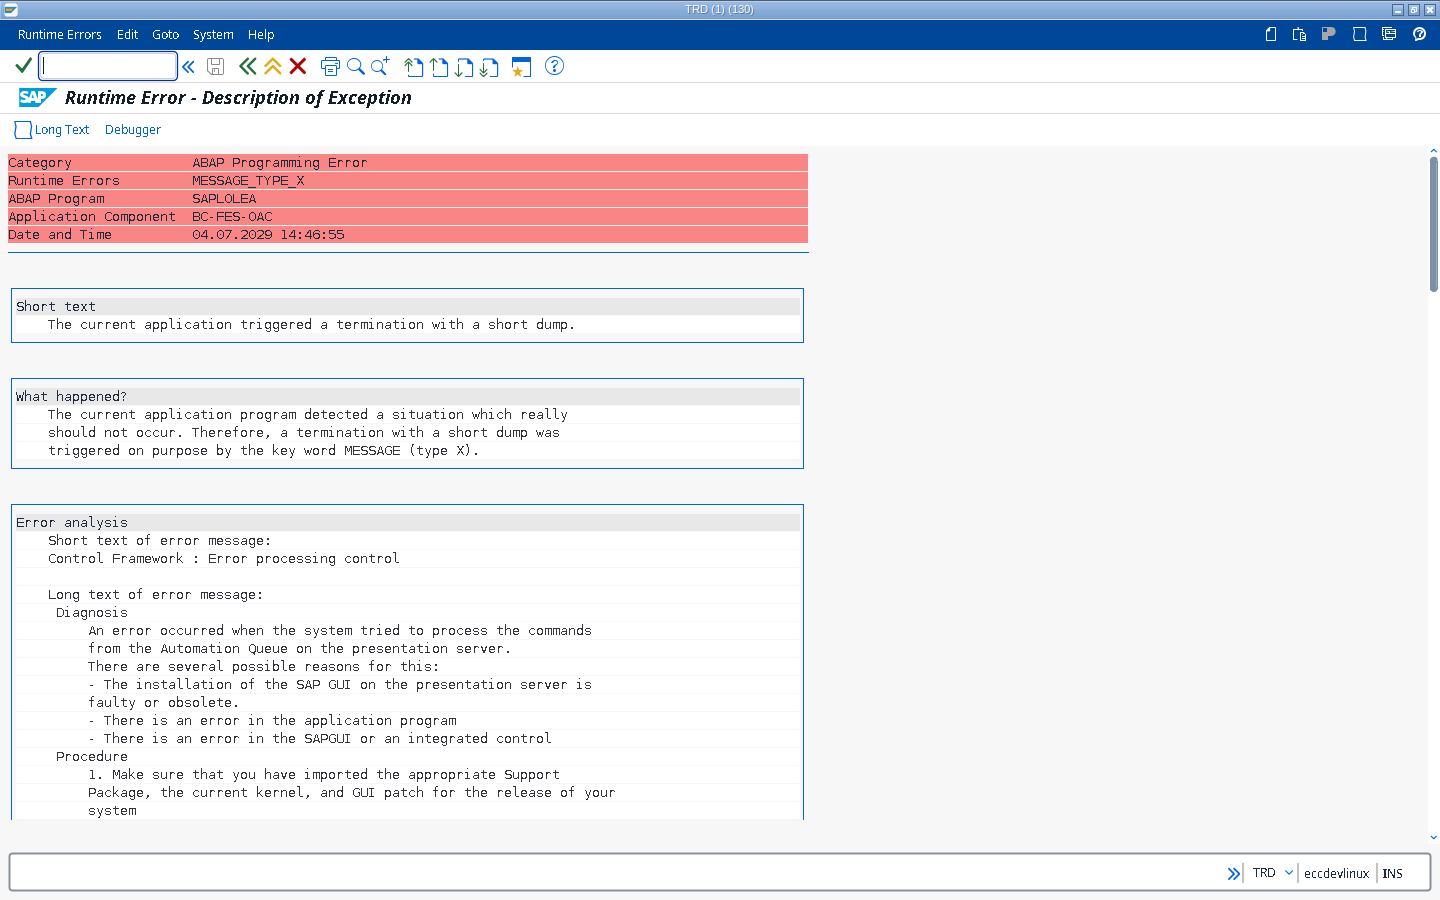 TRD (1) (130)
Runtime Errors Edit Goto System Help
SAP Runtime Error - Description of Exception
Long Text Debugger
Category ABAP Programming Error
Runtime Errors MESSAGE_TYPE_X
ABAP Program SAPLOLEA
Application Component BC-FES-OAC
Date and Time 04.07.2029 14:46:55
Short text
The current application triggered a termination with a short dump.
What happened?
The current application program detected a situation which really
should not occur. Therefore, a termination with a short dump was
triggered on purpose by the key word MESSAGE (type X).
Error analysis
Short text of error message:
Control Framework : Error processing control
Long text of error message:
Diagnosis
An error occurred when the system tried to process the commands
from the Automation Queue on the presentation server.
There are several possible reasons for this:
- The installation of the SAP GUI on the presentation server is
faulty or obsolete.
- There is an error in the application program
- There is an error in the SAPGUI or an integrated control
Procedure
1. Make sure that you have imported the appropriate Support
Package, the current kernel, and GUI patch for the release of your
system
TRD eccdevlinux INS